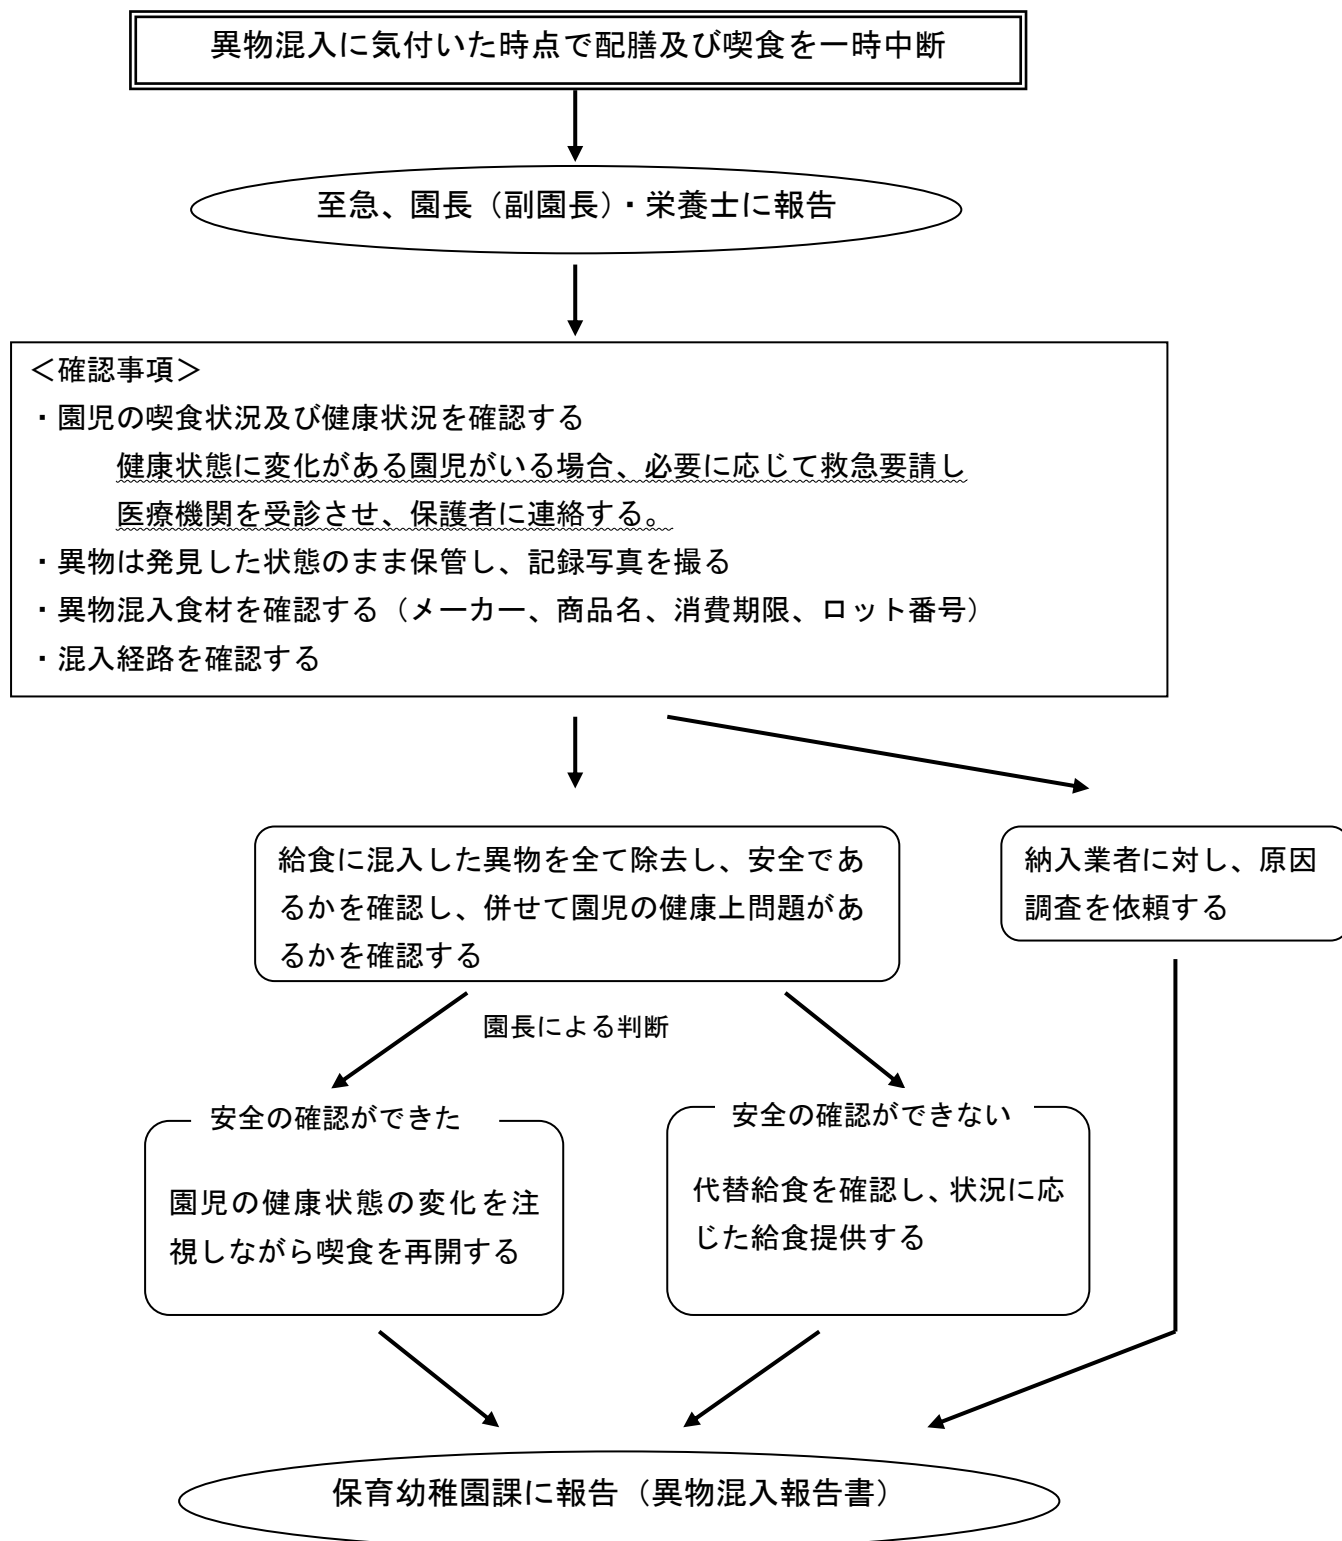 異物混入に気付いた時点で配膳及び喫食を一時中断
至急、園長（副園長）・栄養士に報告
＜確認事項＞
・園児の喫食状況及び健康状況を確認する
健康状態に変化がある園児がいる場合、必要に応じて救急要請し
医療機関を受診させ、保護者に連絡する。
・異物は発見した状態のまま保管し、記録写真を撮る
・異物混入食材を確認する（メーカー、商品名、消費期限、ロット番号）
・混入経路を確認する
給食に混入した異物を全て除去し、安全であ
るかを確認し、併せて園児の健康上問題があ
るかを確認する
納入業者に対し、原因
調査を依頼する
園長による判断
安全の確認ができた
園児の健康状態の変化を注
視しながら喫食を再開する
安全の確認ができない
代替給食を確認し、状況に応
じた給食提供する
保育幼稚園課に報告（異物混入報告書）